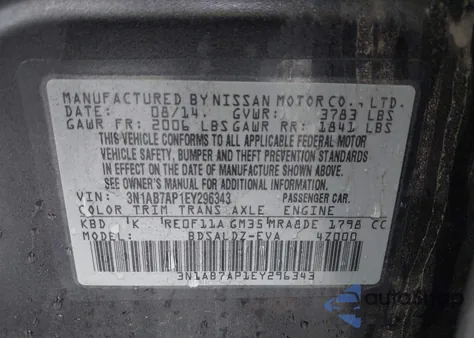 MANUFACTURED BY NISSAN MOTOR CO., LTD.
DATE: 08/14. GVWR: 3783 LBS
GAWR FR: 2006 LBS GAWR RR: 1841 LBS
THIS VEHICLE CONFORMS TO ALL APPLICABLE FEDERAL MOTOR
VEHICLE SAFETY, BUMPER AND THEFT PREVENTION STANDARDS
IN EFFECT ON THE DATE OF MANUFACTURE SHOWN ABOVE.
SEE OWNER'S MANUAL FOR ADDITIONAL INFORMATION.
VIN: 3N1AB7AP1EY296343 PASSENGER CAR.
COLOR TRIM TRANS AXLE ENGINE
KBD K RE0F11A GM35 MRA8DE 1798 CC
MODEL: BDSALDZ-EVA 42000
3N1AB7AP1EY296343
autostat